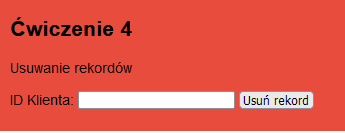 Ćwiczenie 4
Usuwanie rekordów
ID Klienta: Usuń rekord